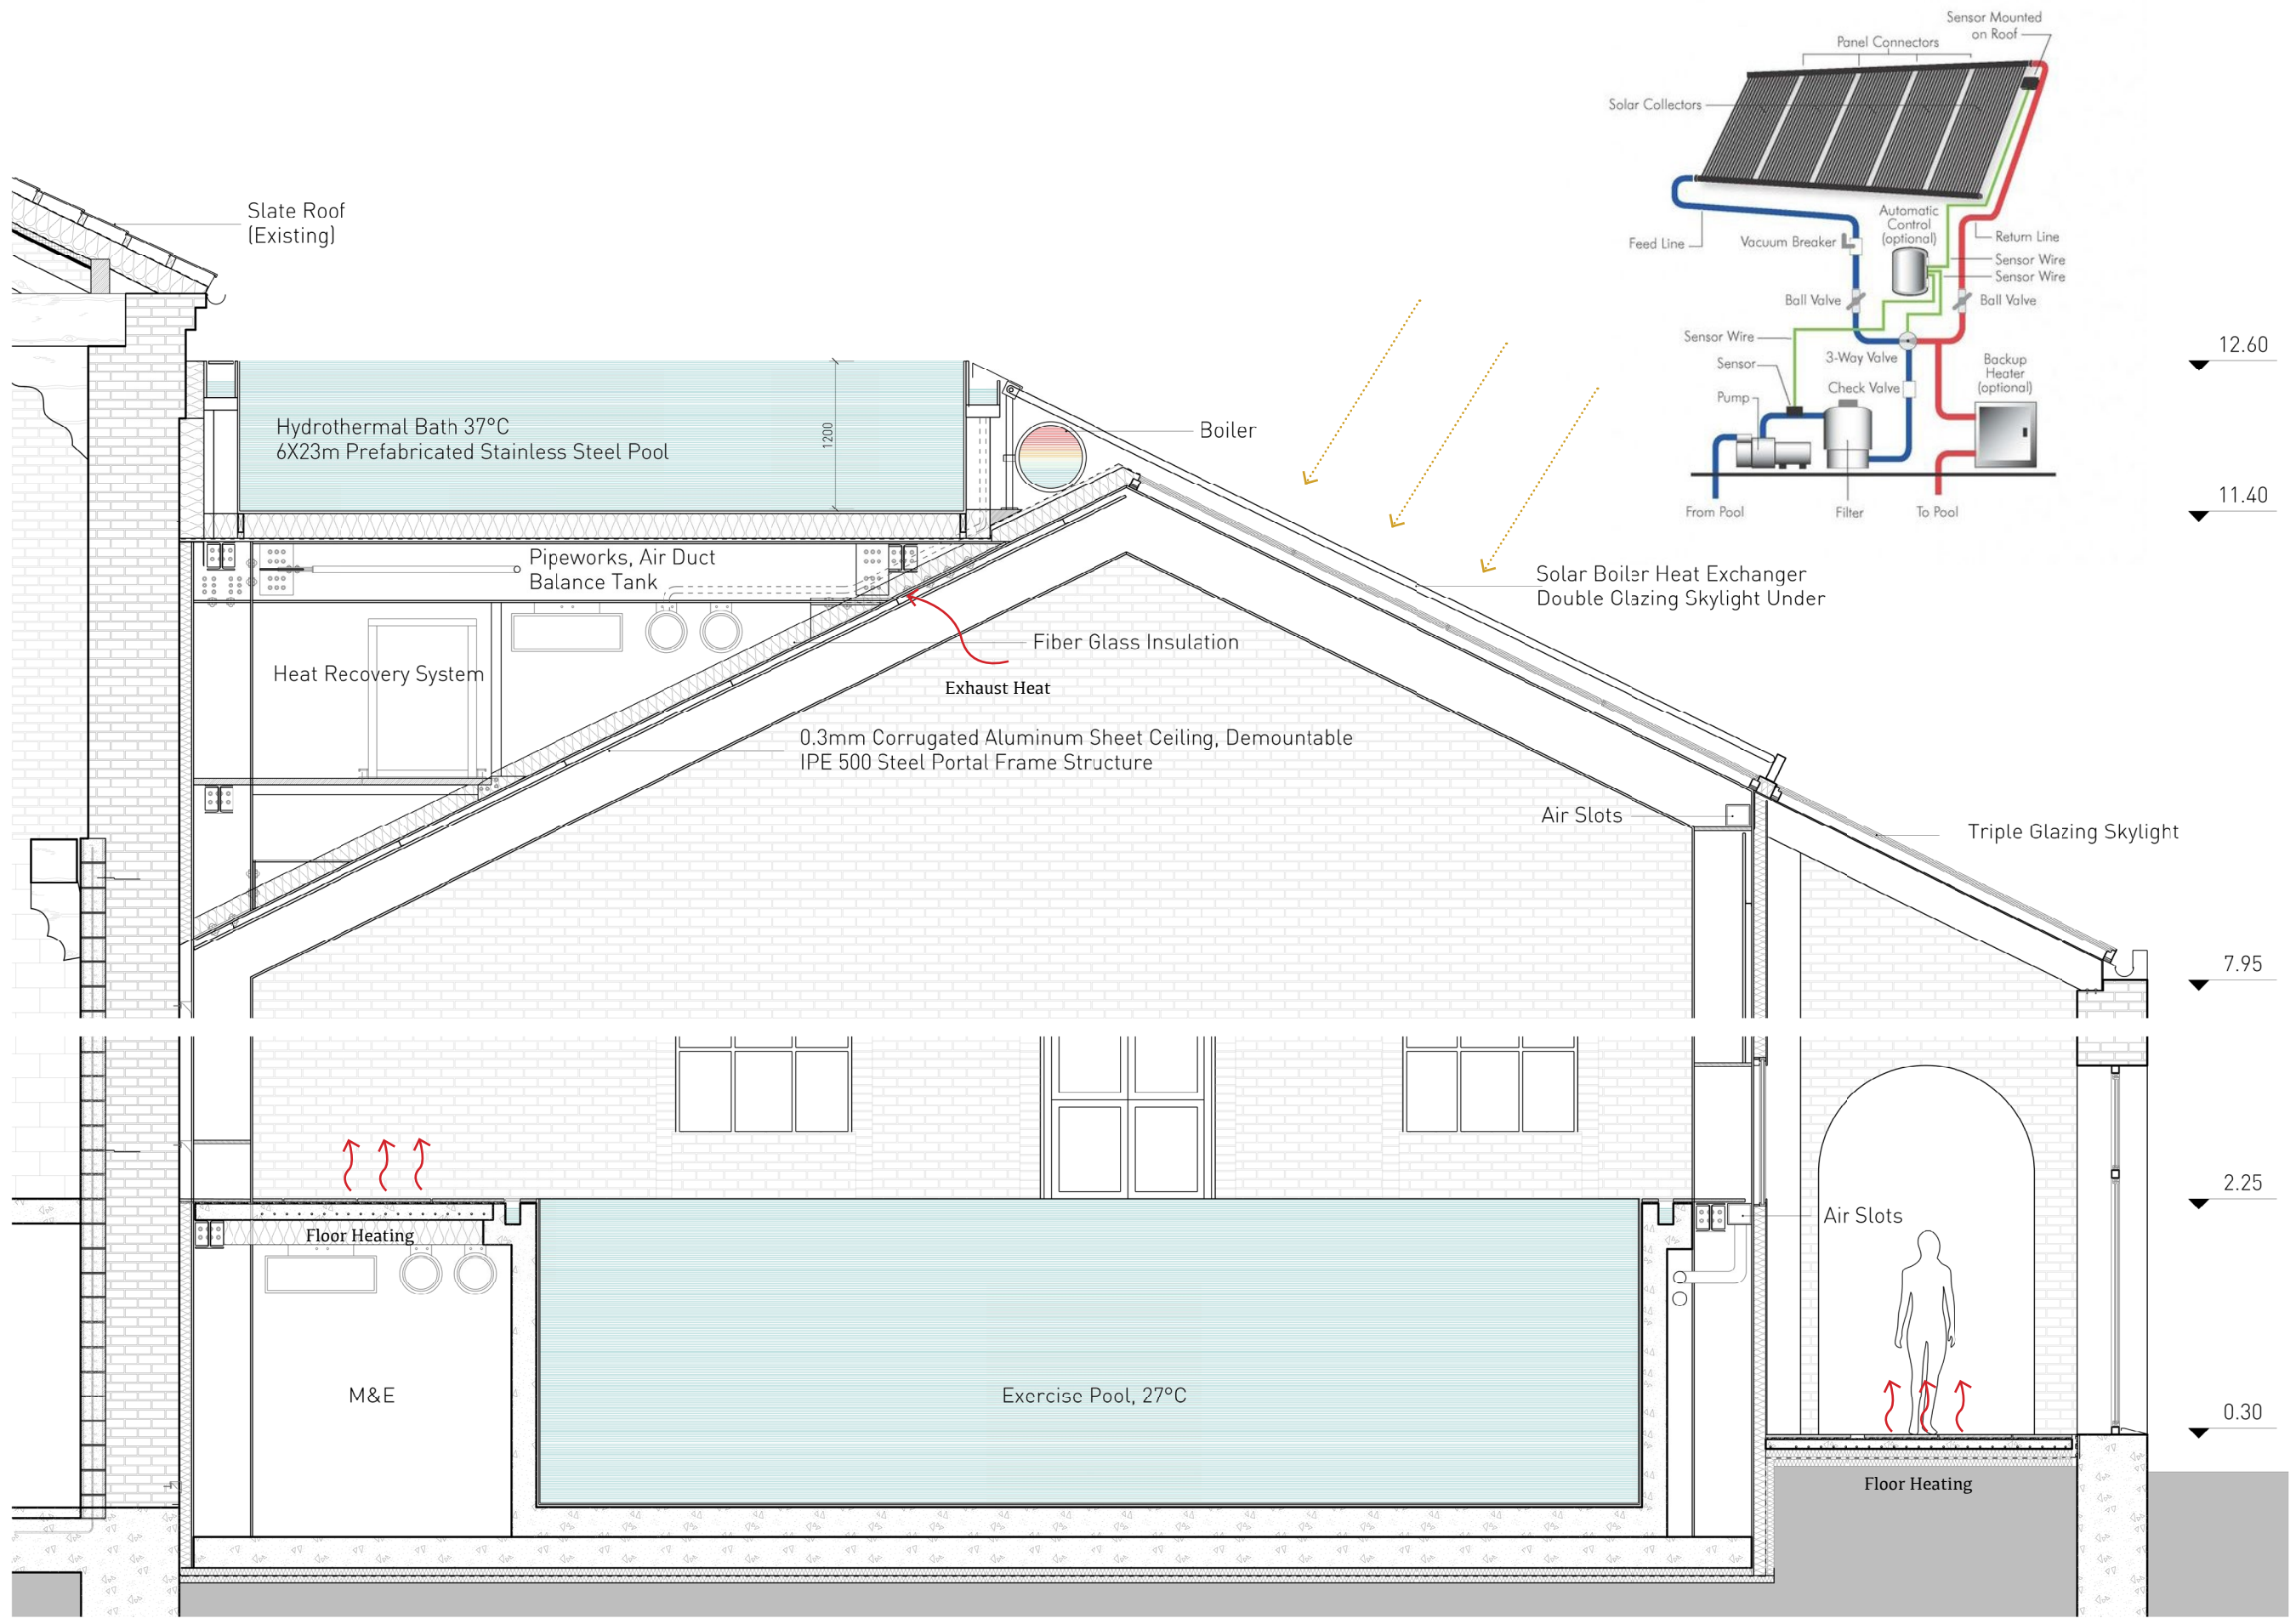 Sensor Mounted
on Roof
Panel Connectors
Solar Collectors
Slate Roof
(Existing)
Automatic
Control
(optional)
Feed Line
Vacuum Breaker
Return Line
Sensor Wire
Sensor Wire
Ball Valve
Ball Valve
Sensor Wire
3-Way Valve
Backup
Heater
(optional)
Sensor
Check Valve
Pump
12.60
Hydrothermal Bath 37°C
6X23m Prefabricated Stainless Steel Pool
1200
Boiler
11.40
From Pool
Filter
To Pool
Pipeworks, Air Duct
Balance Tank
Solar Boiler Heat Exchanger
Double Glazing Skylight Under
Fiber Glass Insulation
Heat Recovery System
Exhaust Heat
0.3mm Corrugated Aluminum Sheet Ceiling, Demountable
IPE 500 Steel Portal Frame Structure
Air Slots
Triple Glazing Skylight
7.95
2.25
Air Slots
Floor Heating
M&E
Exercise Pool, 27°C
0.30
Floor Heating